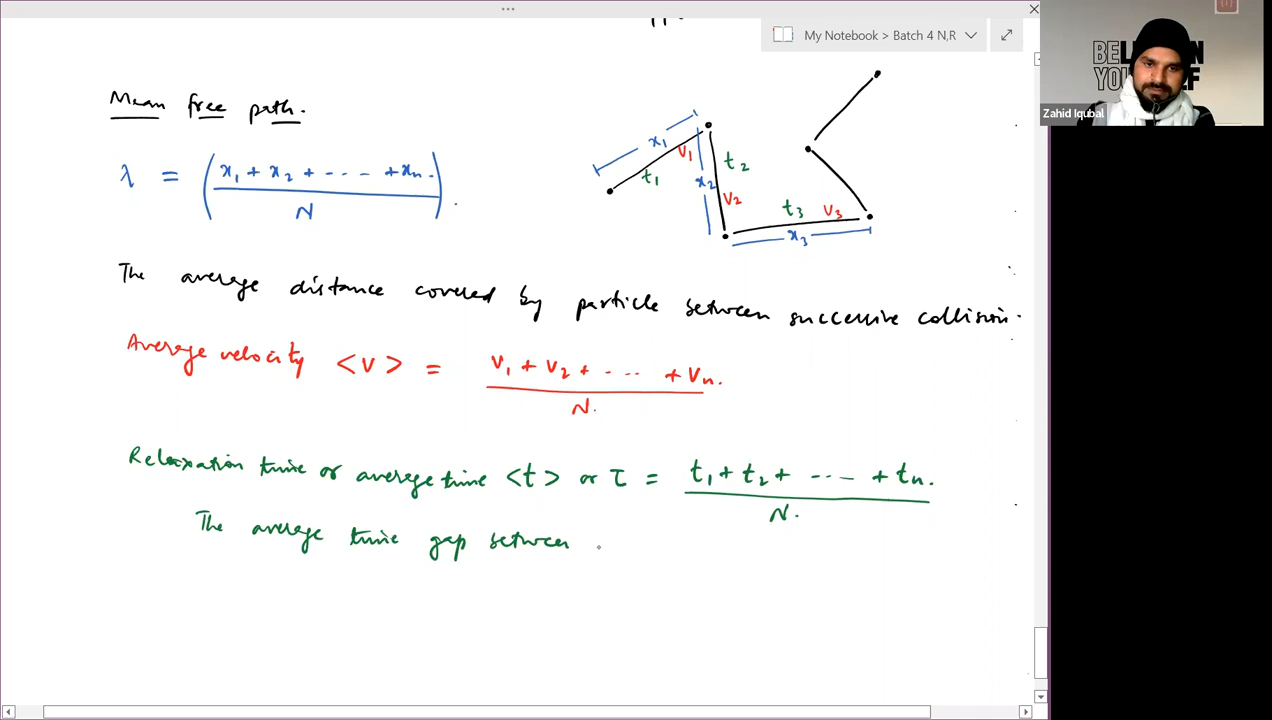 My Notebook > Batch 4 N,R
Zahid Iqubal
Mean free path.
λ = (x₁ + x₂ + ---- + xₙ. / N).
x₁ v₁ t₁
x₂ t₂ v₂
t₃ v₃ x₃
The average distance covered by particle between successive collision.
Average velocity <v> = v₁ + v₂ + ---- + vₙ. / N.
Relaxation time or average time <t> or τ = t₁ + t₂ + ---- + tₙ. / N.
The average time gap between